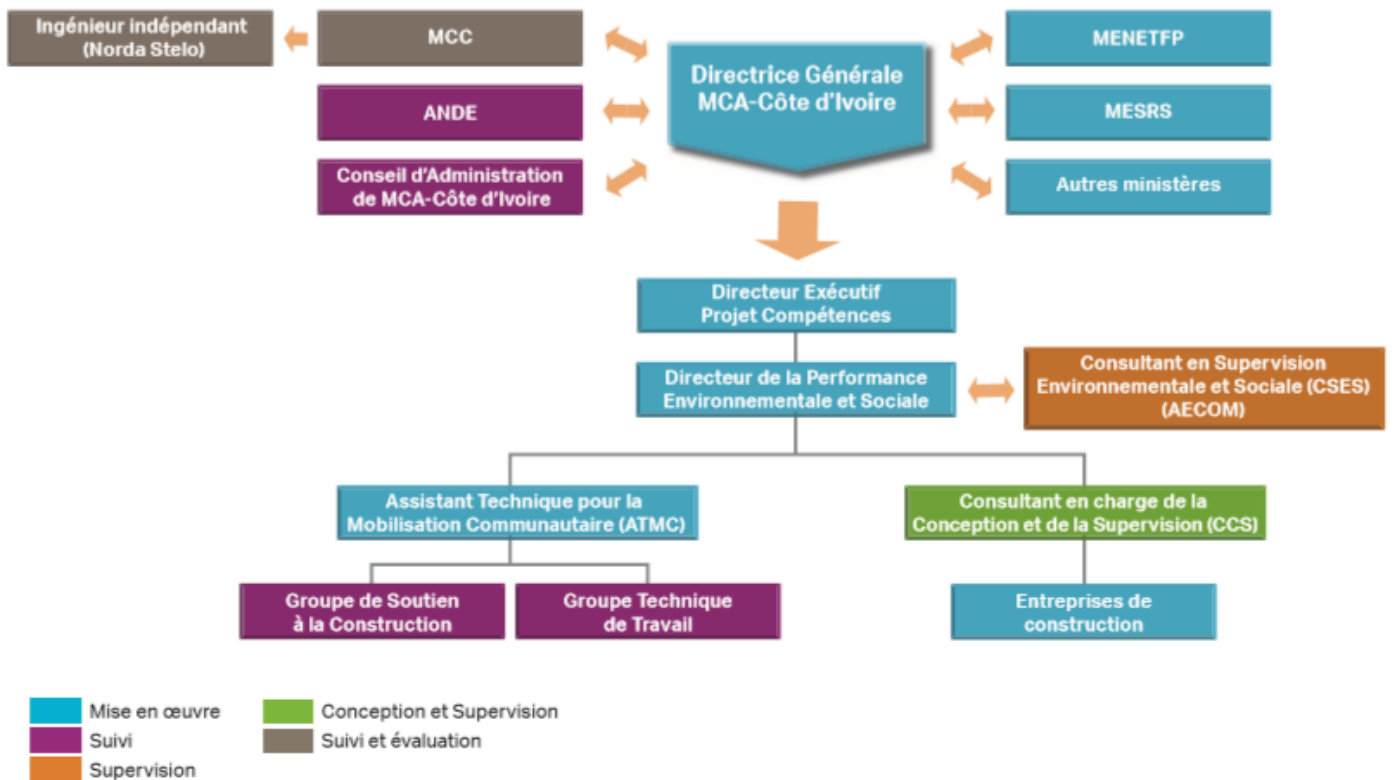 Ingénieur indépendant
(Norda Stelo)
MCC
ANDE
Conseil d'Administration
de MCA-Côte d'Ivoire
Directrice Générale
MCA-Côte d'Ivoire
MENETFP
MESRS
Autres ministères
Directeur Exécutif
Projet Compétences
Directeur de la Performance
Environnementale et Sociale
Consultant en Supervision
Environnementale et Sociale (CSES)
(AECOM)
Assistant Technique pour la
Mobilisation Communautaire (ATMC)
Consultant en charge de la
Conception et de la Supervision (CCS)
Groupe de Soutien
à la Construction
Groupe Technique
de Travail
Entreprises de
construction
Mise en œuvre
Suivi
Supervision
Conception et Supervision
Suivi et évaluation